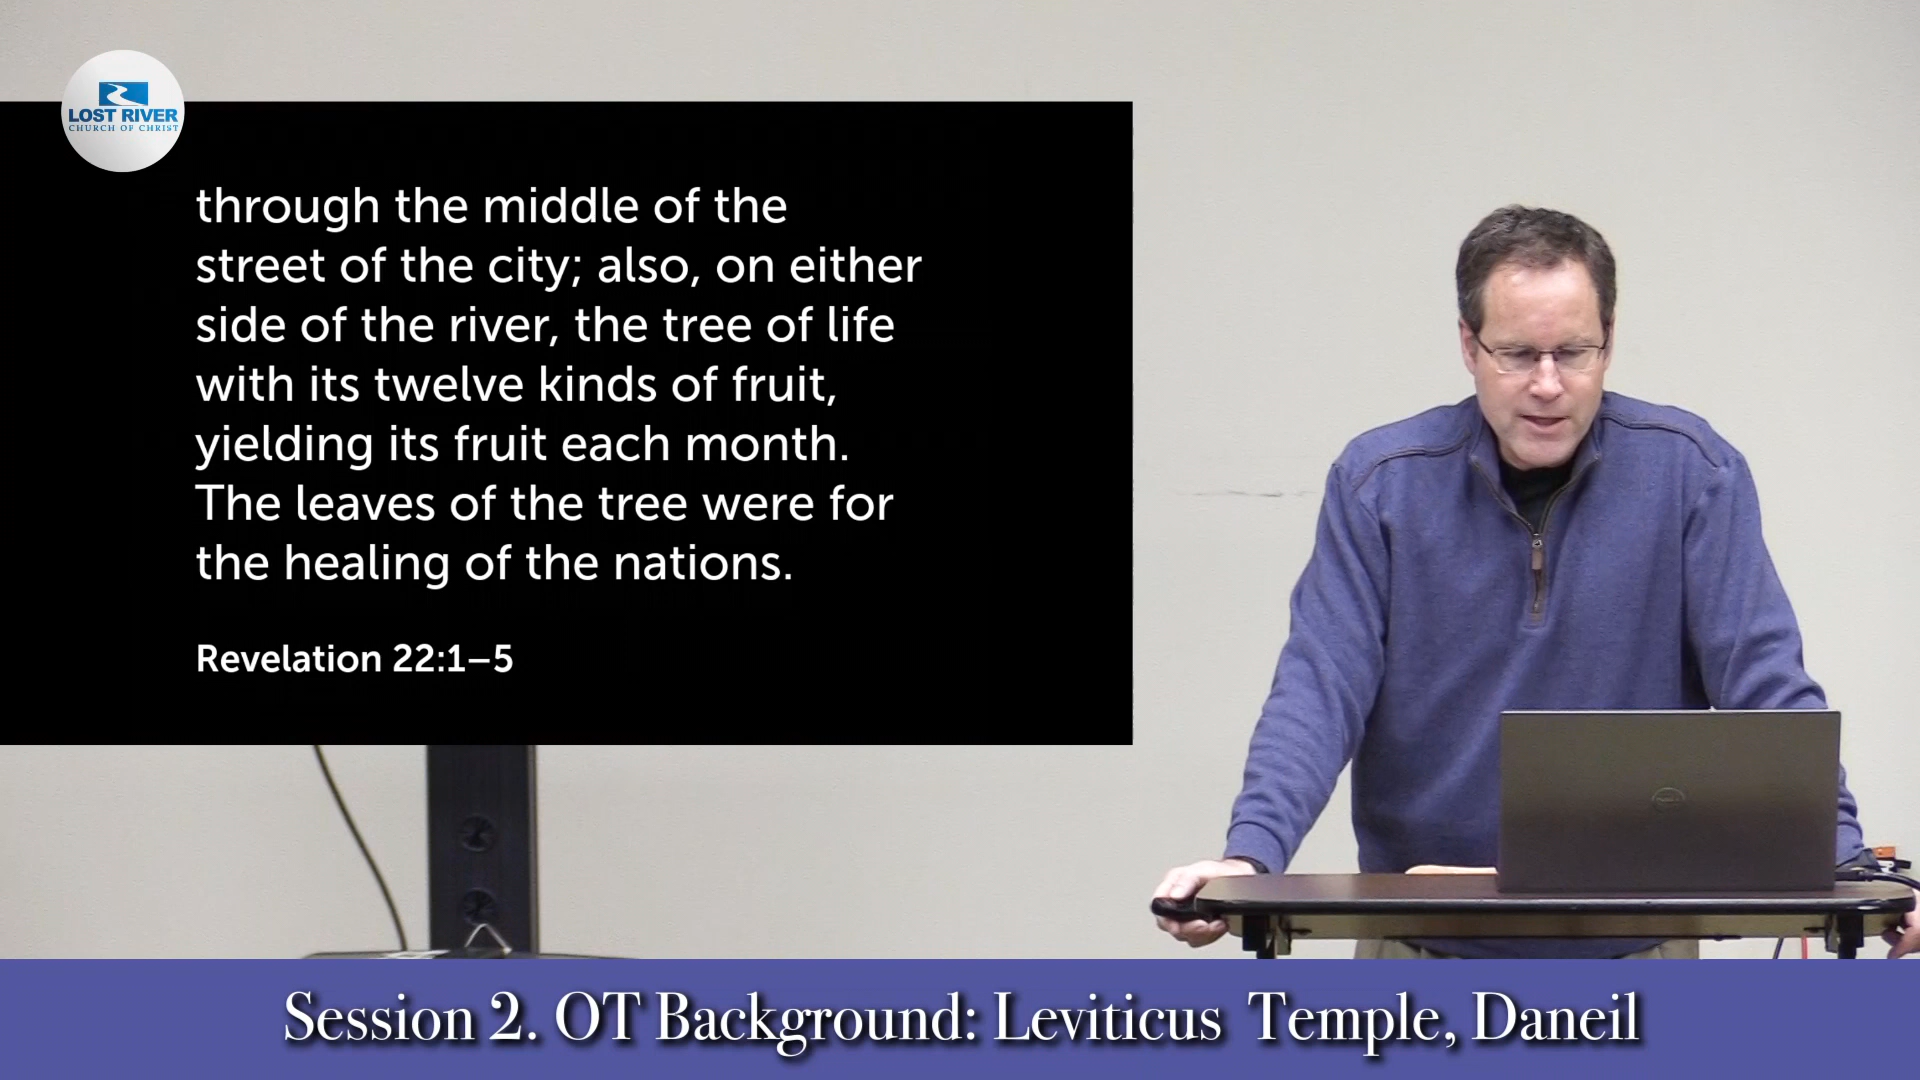 LOST RIVER
CHURCH OF CHRIST
through the middle of the
street of the city; also, on either
side of the river, the tree of life
with its twelve kinds of fruit,
yielding its fruit each month.
The leaves of the tree were for
the healing of the nations.
Revelation 22:1–5
Session 2. OT Background: Leviticus Temple, Daneil